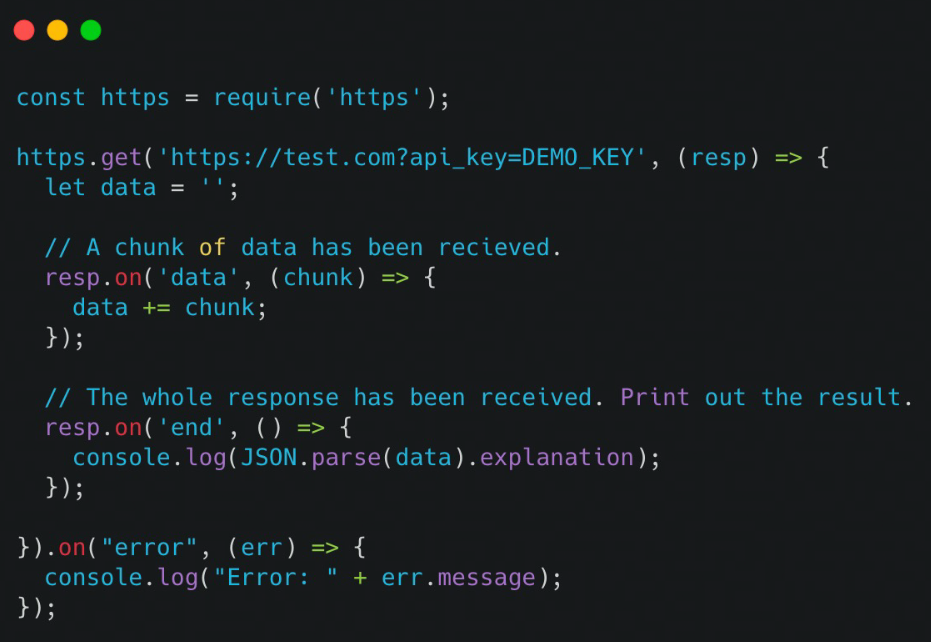 const https = require('https');

https.get('https://test.com?api_key=DEMO_KEY', (resp) => {
  let data = '';

  // A chunk of data has been recieved.
  resp.on('data', (chunk) => {
    data += chunk;
  });

  // The whole response has been received. Print out the result.
  resp.on('end', () => {
    console.log(JSON.parse(data).explanation);
  });

}).on("error", (err) => {
  console.log("Error: " + err.message);
});